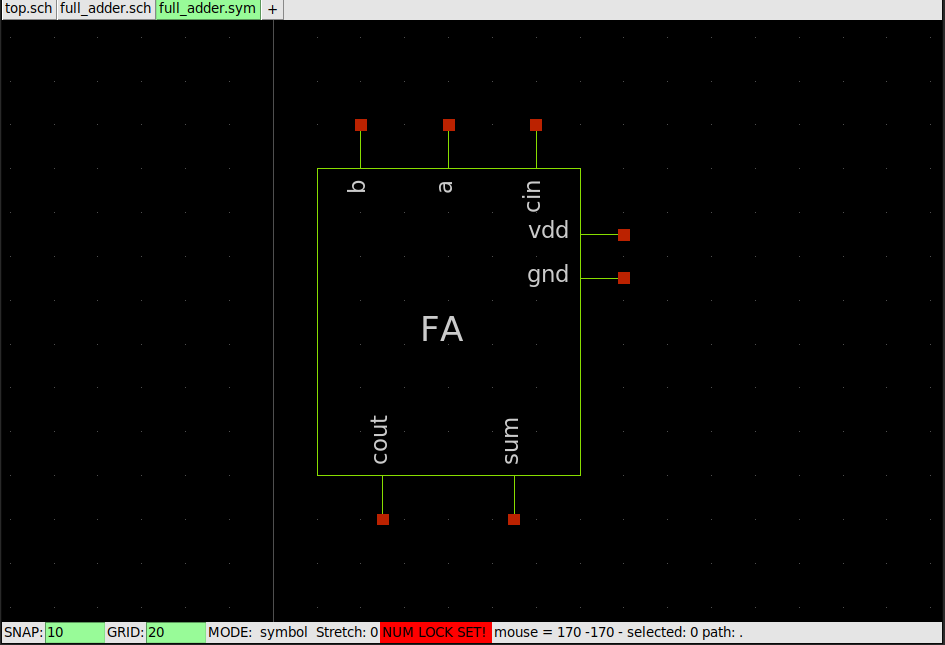 top.sch full_adder.sch full_adder.sym +
b a cin
vdd
gnd
FA
cout sum
SNAP: 10 GRID: 20 MODE: symbol Stretch: 0 NUM LOCK SET! mouse = 170 -170 - selected: 0 path: .